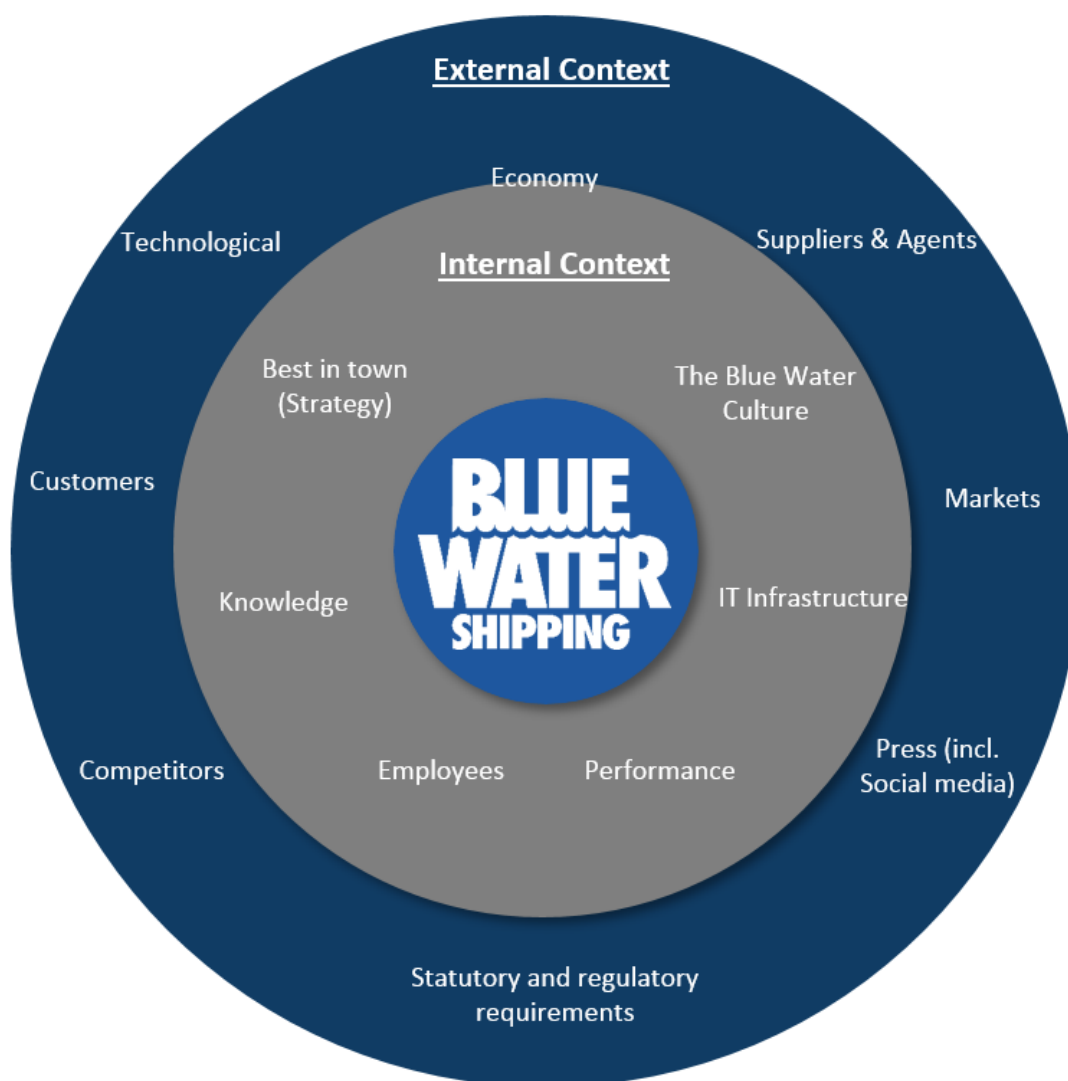 External Context
Economy
Technological
Suppliers & Agents
Internal Context
Best in town
(Strategy)
The Blue Water
Culture
Customers
Markets
BLUE
WATER
SHIPPING
Knowledge
IT Infrastructure
Competitors
Employees
Performance
Press (incl.
Social media)
Statutory and regulatory
requirements